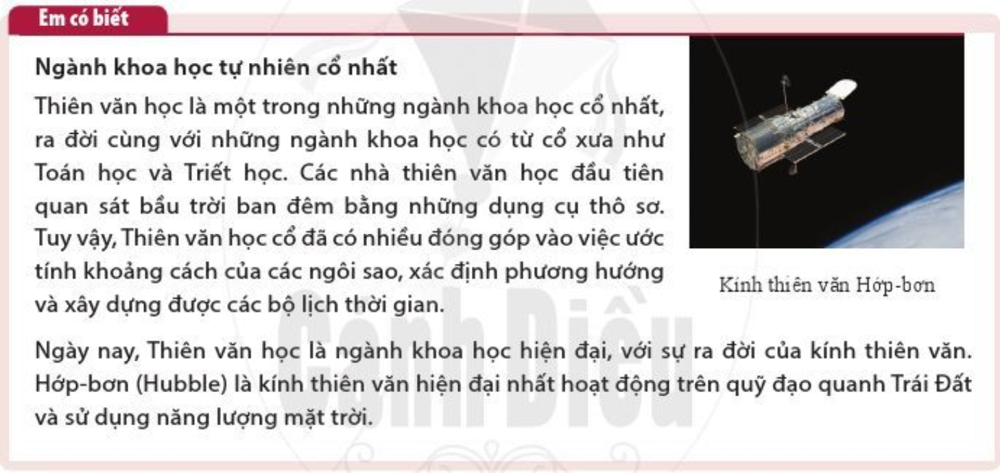 Em có biết
Ngành khoa học tự nhiên cổ nhất
Thiên văn học là một trong những ngành khoa học cổ nhất,
ra đời cùng với những ngành khoa học có từ cổ xưa như
Toán học và Triết học. Các nhà thiên văn học đầu tiên
quan sát bầu trời ban đêm bằng những dụng cụ thô sơ.
Tuy vậy, Thiên văn học cổ đã có nhiều đóng góp vào việc ước
tính khoảng cách của các ngôi sao, xác định phương hướng
và xây dựng được các bộ lịch thời gian.
Kính thiên văn Hớp-bơn
Ngày nay, Thiên văn học là ngành khoa học hiện đại, với sự ra đời của kính thiên văn.
Hớp-bơn (Hubble) là kính thiên văn hiện đại nhất hoạt động trên quỹ đạo quanh Trái Đất
và sử dụng năng lượng mặt trời.
Cánh Diều